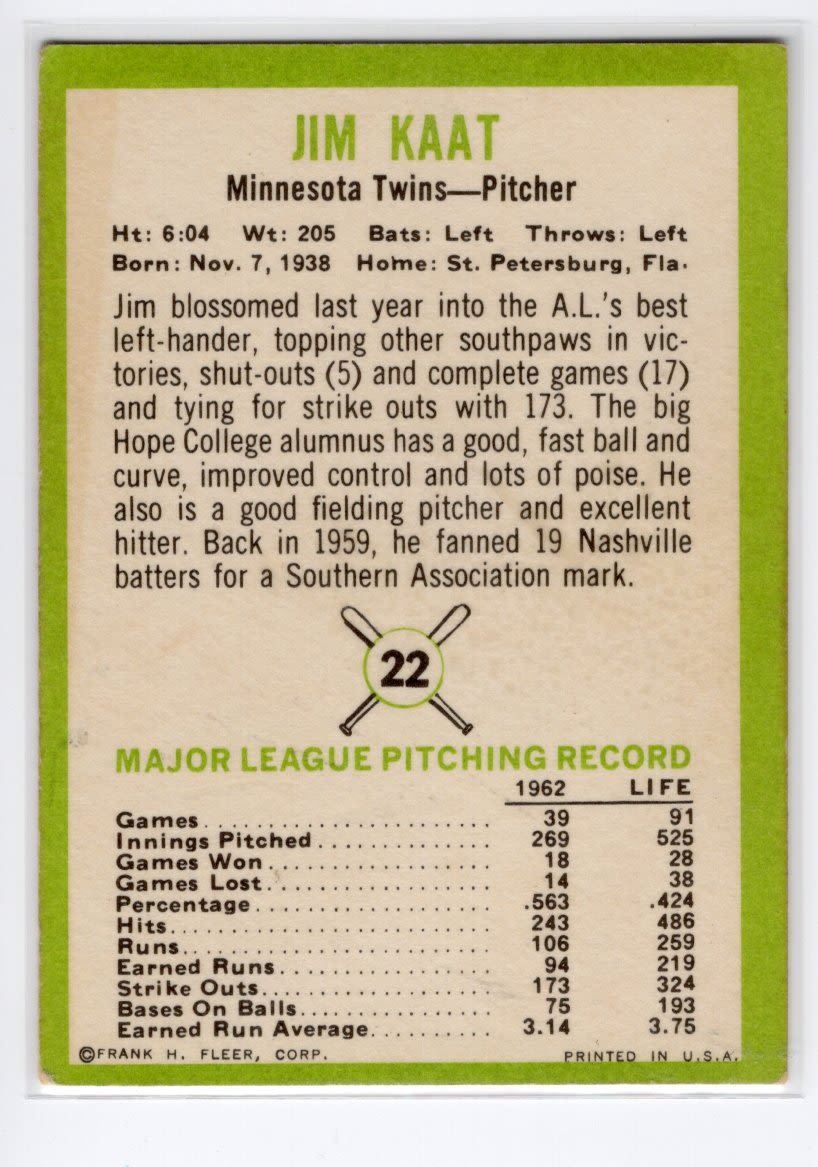 JIM KAAT
Minnesota Twins—Pitcher
Ht: 6:04 Wt: 205 Bats: Left Throws: Left
Born: Nov. 7, 1938 Home: St. Petersburg, Fla.
Jim blossomed last year into the A.L.'s best
left-hander, topping other southpaws in vic-
tories, shut-outs (5) and complete games (17)
and tying for strike outs with 173. The big
Hope College alumnus has a good, fast ball and
curve, improved control and lots of poise. He
also is a good fielding pitcher and excellent
hitter. Back in 1959, he fanned 19 Nashville
batters for a Southern Association mark.
22
MAJOR LEAGUE PITCHING RECORD
1962 LIFE
Games 39 91
Innings Pitched 269 525
Games Won 18 28
Games Lost 14 38
Percentage .563 .424
Hits 243 486
Runs 106 259
Earned Runs 94 219
Strike Outs 173 324
Bases On Balls 75 193
Earned Run Average 3.14 3.75
©FRANK H. FLEER, CORP. PRINTED IN U.S.A.